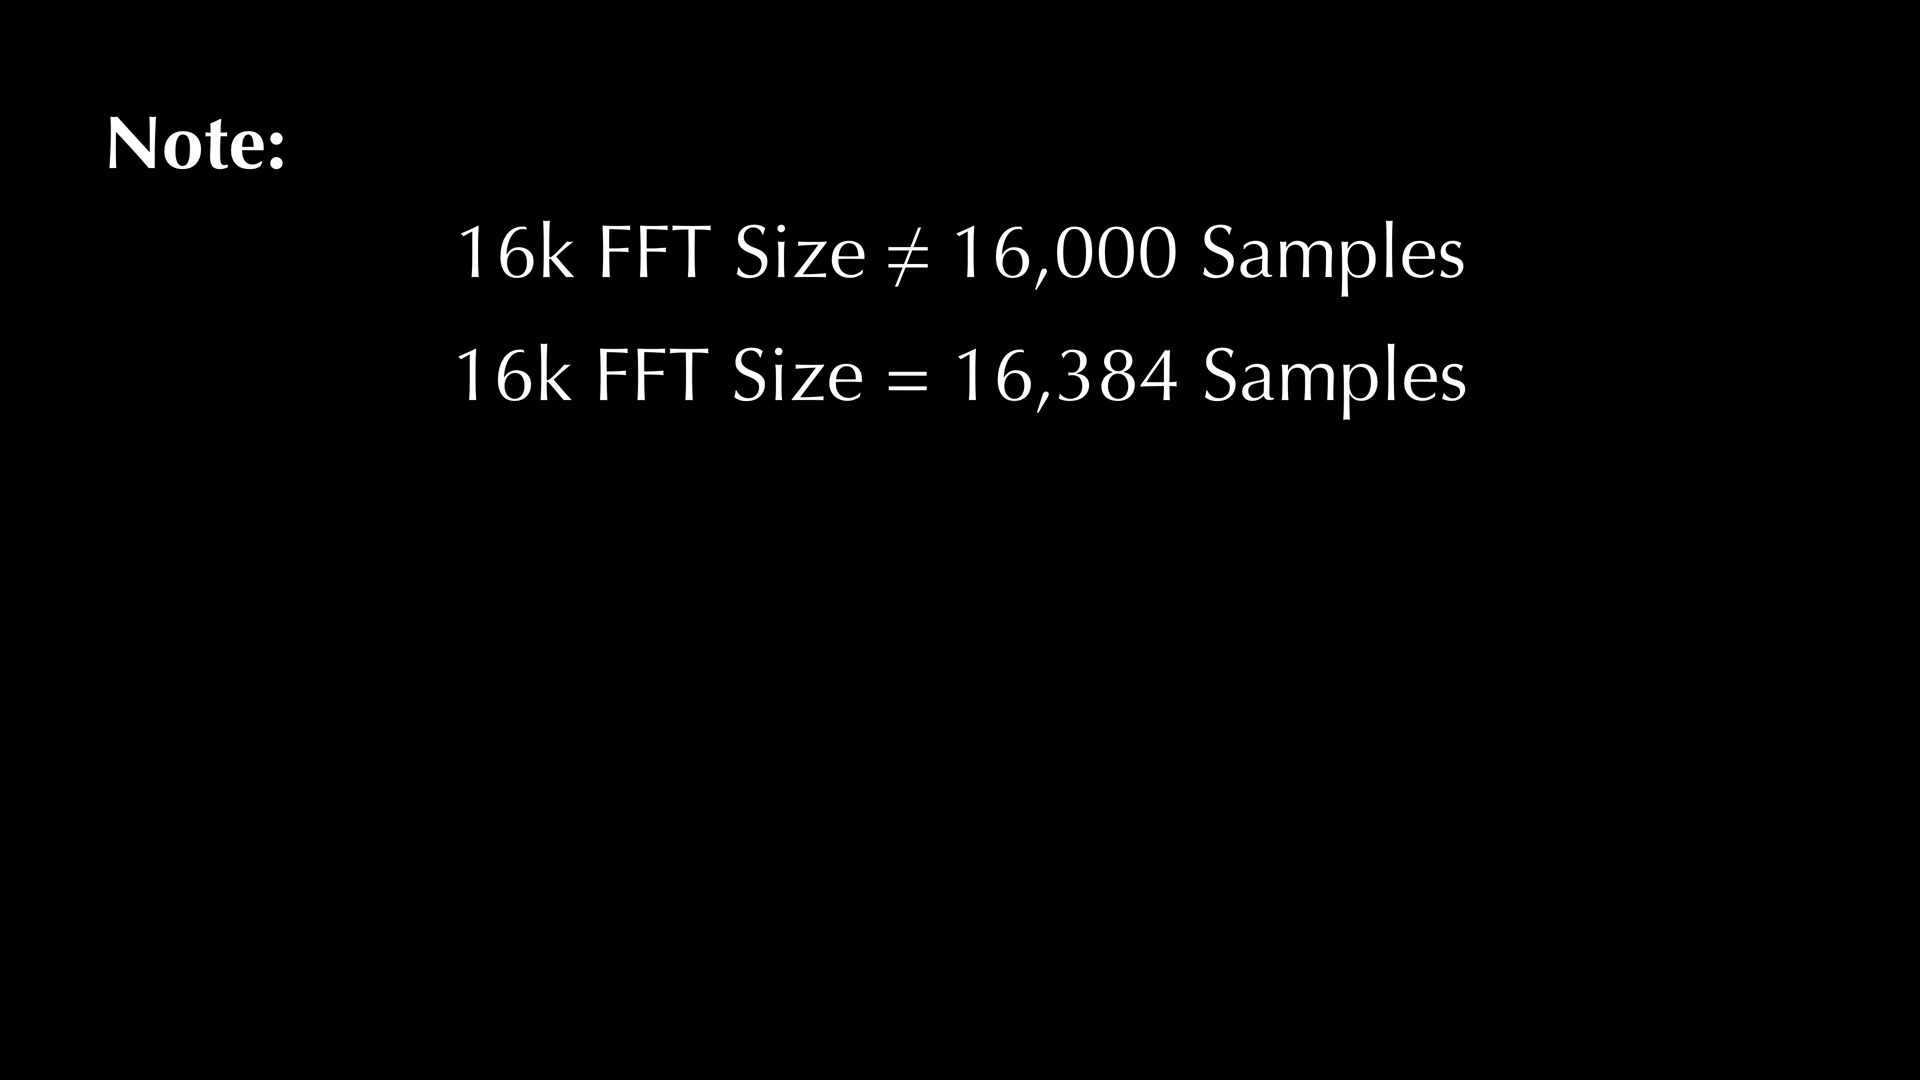 Note:
16k FFT Size ≠ 16,000 Samples
16k FFT Size = 16,384 Samples